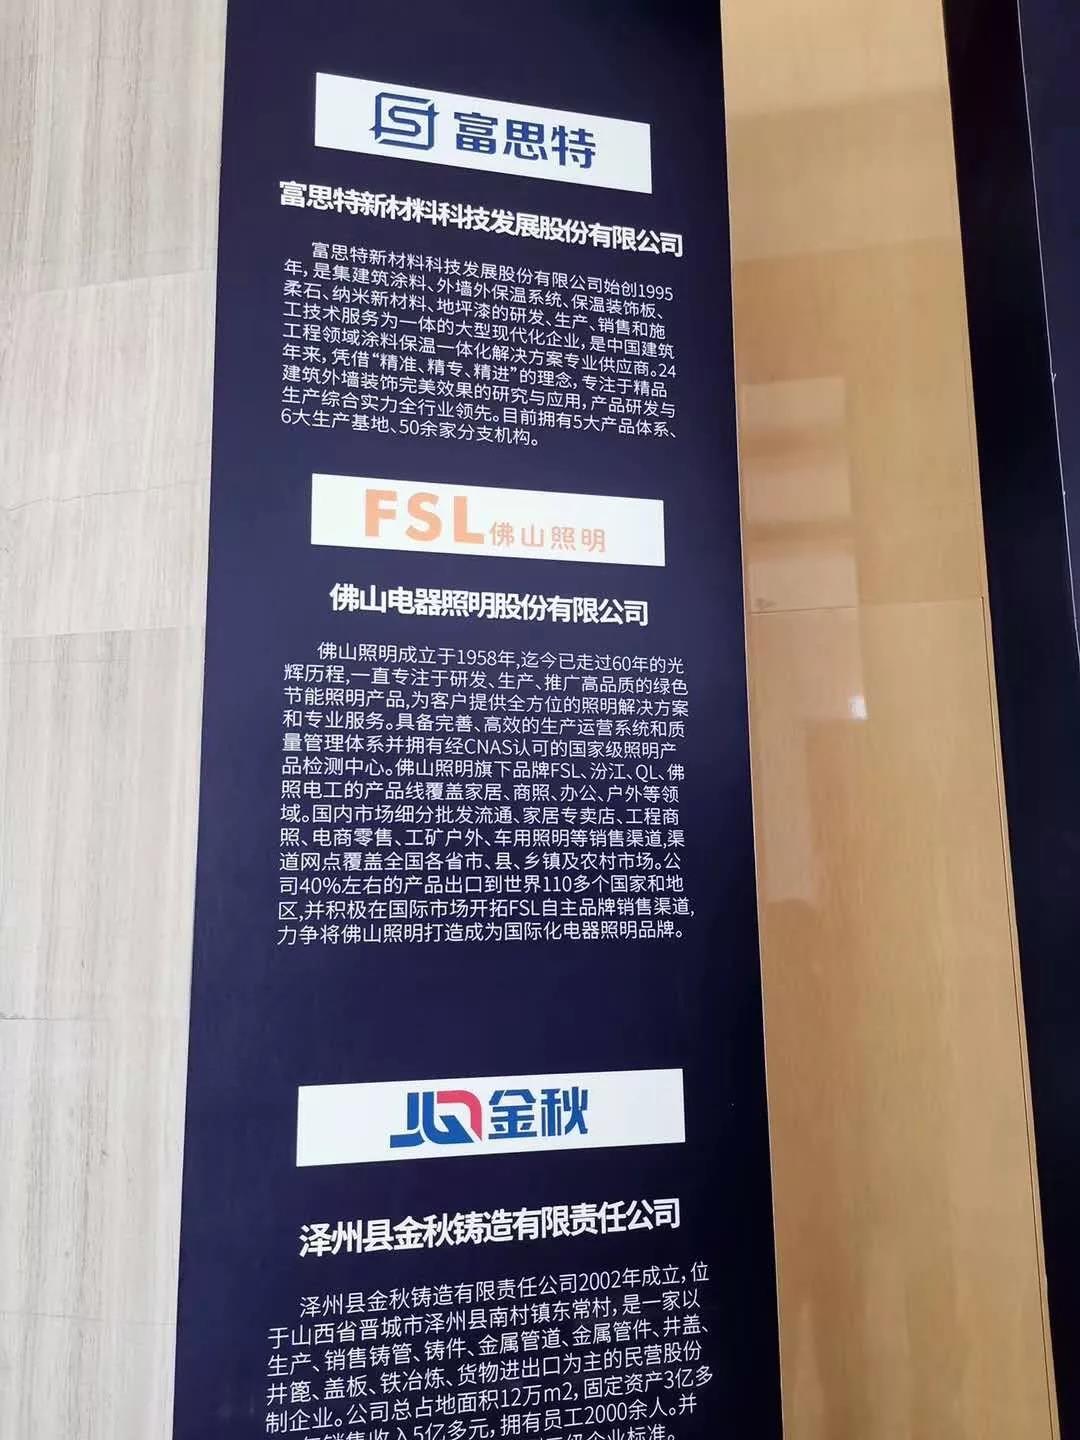 富思特
富思特新材料科技发展股份有限公司
富思特新材料科技发展股份有限公司始创1995
年，是集建筑涂料、外墙外保温系统、保温装饰板、
柔石、纳米新材料、地坪漆的研发、生产、销售和施
工技术服务为一体的大型现代化企业，是中国建筑
工程领域涂料保温一体化解决方案专业供应商。24
年来，凭借“精准、精专、精进”的理念，专注于精品
建筑外墙装饰完美效果的研究与应用，产品研发与
生产综合实力全行业领先。目前拥有5大产品体系、
6大生产基地、50余家分支机构。
FSL佛山照明
佛山电器照明股份有限公司
佛山照明成立于1958年,迄今已走过60年的光
辉历程,一直专注于研发、生产、推广高品质的绿色
节能照明产品,为客户提供全方位的照明解决方案
和专业服务。具备完善、高效的生产运营系统和质
量管理体系并拥有经CNAS认可的国家级照明产
品检测中心。佛山照明旗下品牌FSL、汾江、QL、佛
照电工的产品线覆盖家居、商照、办公、户外等领
域。国内市场细分批发流通、家居专卖店、工程商
照、电商零售、工矿户外、车用照明等销售渠道,渠
道网点覆盖全国各省市、县、乡镇及农村市场。公
司40%左右的产品出口到世界110多个国家和地
区,并积极在国际市场开拓FSL自主品牌销售渠道,
力争将佛山照明打造成为国际化电器照明品牌。
金秋
泽州县金秋铸造有限责任公司
泽州县金秋铸造有限责任公司2002年成立，位
于山西省晋城市泽州县南村镇东常村，是一家以
生产、销售铸管、铸件、金属管道、金属管件、井盖、
井篦、盖板、铁冶炼、货物进出口为主的民营股份
制企业。公司总占地面积12万m2，固定资产3亿多
销售收入5亿多元，拥有员工2000余人。并
级企业标准。